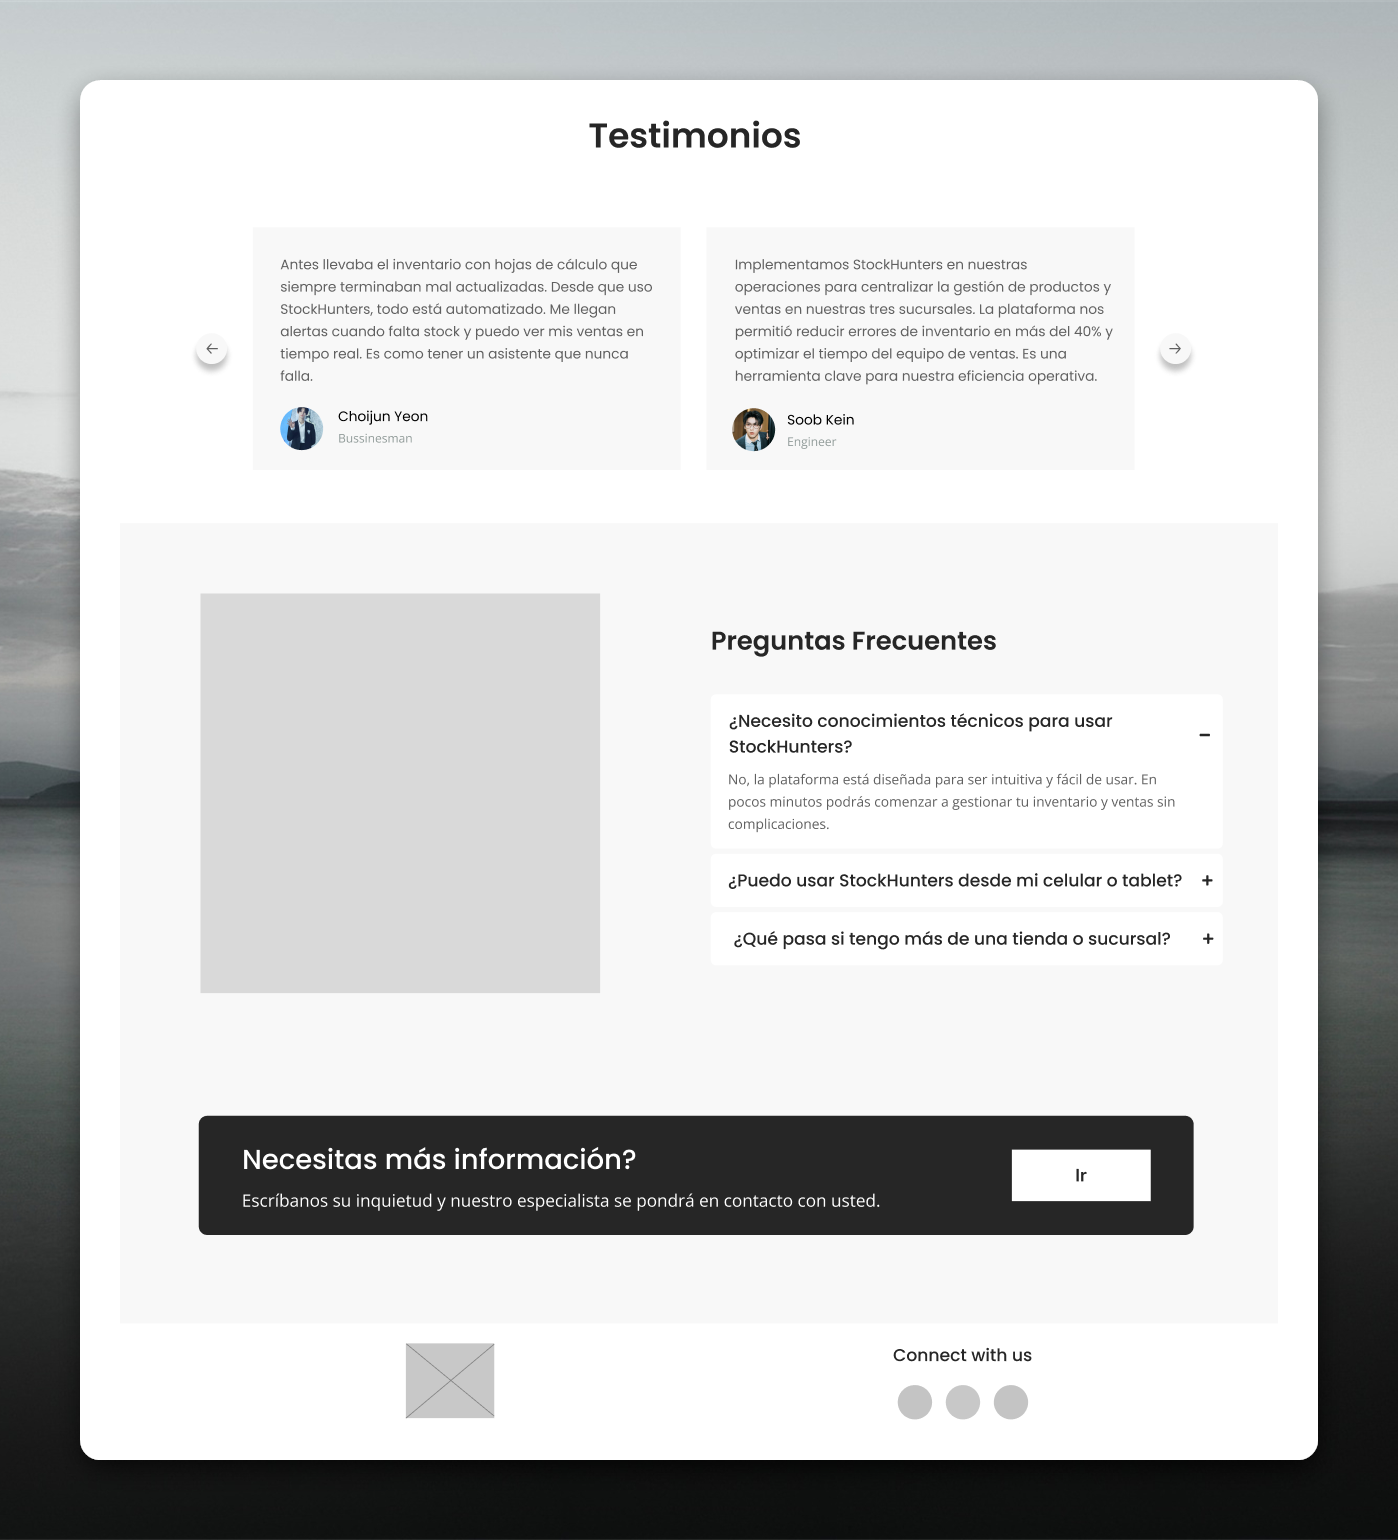 Testimonios
Antes llevaba el inventario con hojas de cálculo que
siempre terminaban mal actualizadas. Desde que uso
StockHunters, todo está automatizado. Me llegan
alertas cuando falta stock y puedo ver mis ventas en
tiempo real. Es como tener un asistente que nunca
falla.
Choijun Yeon
Bussinesman
Implementamos StockHunters en nuestras
operaciones para centralizar la gestión de productos y
ventas en nuestras tres sucursales. La plataforma nos
permitió reducir errores de inventario en más del 40% y
optimizar el tiempo del equipo de ventas. Es una
herramienta clave para nuestra eficiencia operativa.
Soob Kein
Engineer
Preguntas Frecuentes
¿Necesito conocimientos técnicos para usar
StockHunters?
No, la plataforma está diseñada para ser intuitiva y fácil de usar. En
pocos minutos podrás comenzar a gestionar tu inventario y ventas sin
complicaciones.
¿Puedo usar StockHunters desde mi celular o tablet?
¿Qué pasa si tengo más de una tienda o sucursal?
Necesitas más información?
Escríbanos su inquietud y nuestro especialista se pondrá en contacto con usted.
Ir
Connect with us